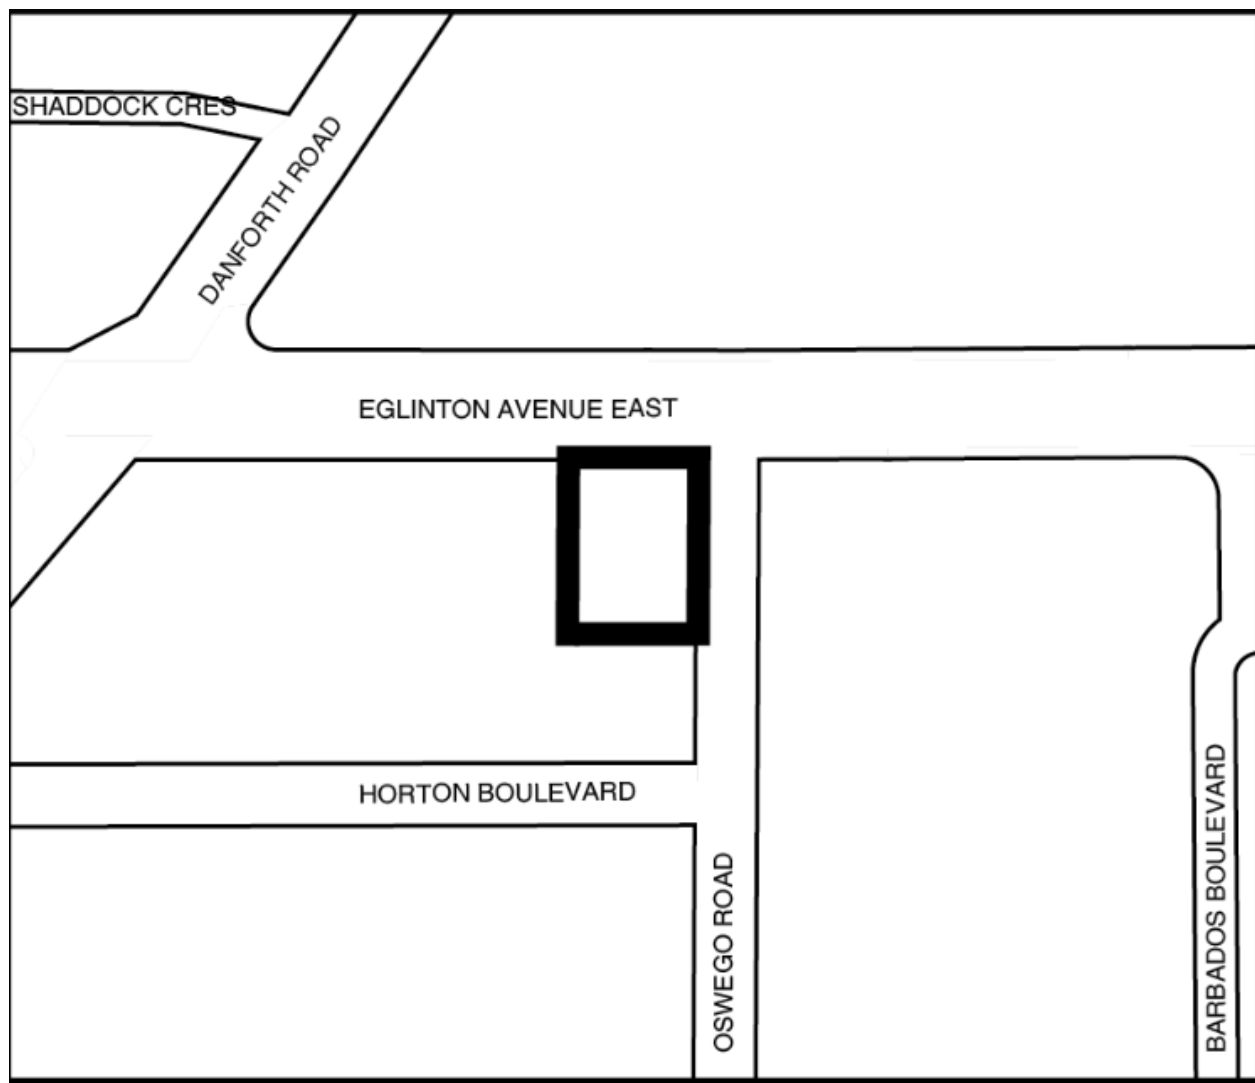 SHADDOCK CRES
DANFORTH ROAD
EGLINTON AVENUE EAST
HORTON BOULEVARD
OSWEGO ROAD
BARBADOS BOULEVARD